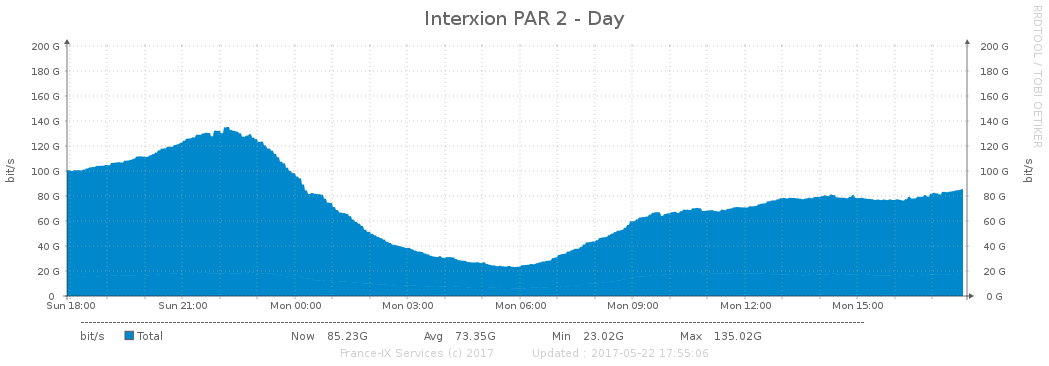 Interxion PAR 2 - Day
RRDTOOL / TOBI OETIKER
200 G 200 G
180 G 180 G
160 G 160 G
140 G 140 G
120 G 120 G
100 G 100 G
80 G 80 G
60 G 60 G
40 G 40 G
20 G 20 G
0 0 G
bit/s bit/s
Sun 18:00 Sun 21:00 Mon 00:00 Mon 03:00 Mon 06:00 Mon 09:00 Mon 12:00 Mon 15:00
bit/s Total Now 85.23G Avg 73.35G Min 23.02G Max 135.02G
France-IX Services (c) 2017 Updated : 2017-05-22 17:55:06